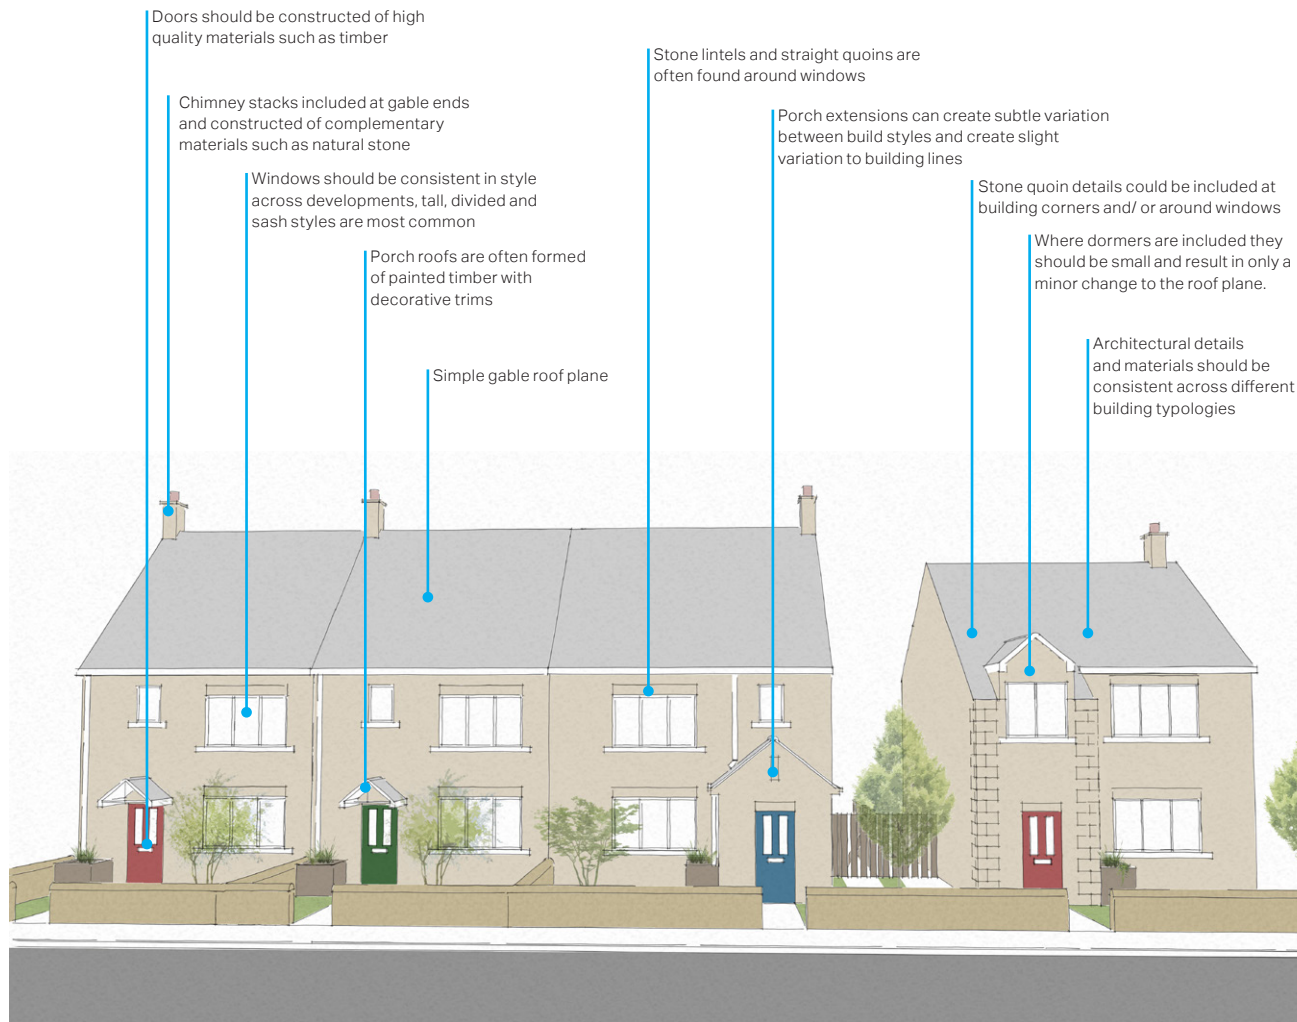 Doors should be constructed of high
quality materials such as timber
Stone lintels and straight quoins are
often found around windows
Chimney stacks included at gable ends
and constructed of complementary
materials such as natural stone
Porch extensions can create subtle variation
between build styles and create slight
variation to building lines
Windows should be consistent in style
across developments, tall, divided and
sash styles are most common
Stone quoin details could be included at
building corners and/ or around windows
Where dormers are included they
should be small and result in only a
minor change to the roof plane.
Porch roofs are often formed
of painted timber with
decorative trims
Architectural details
and materials should be
consistent across different
building typologies
Simple gable roof plane